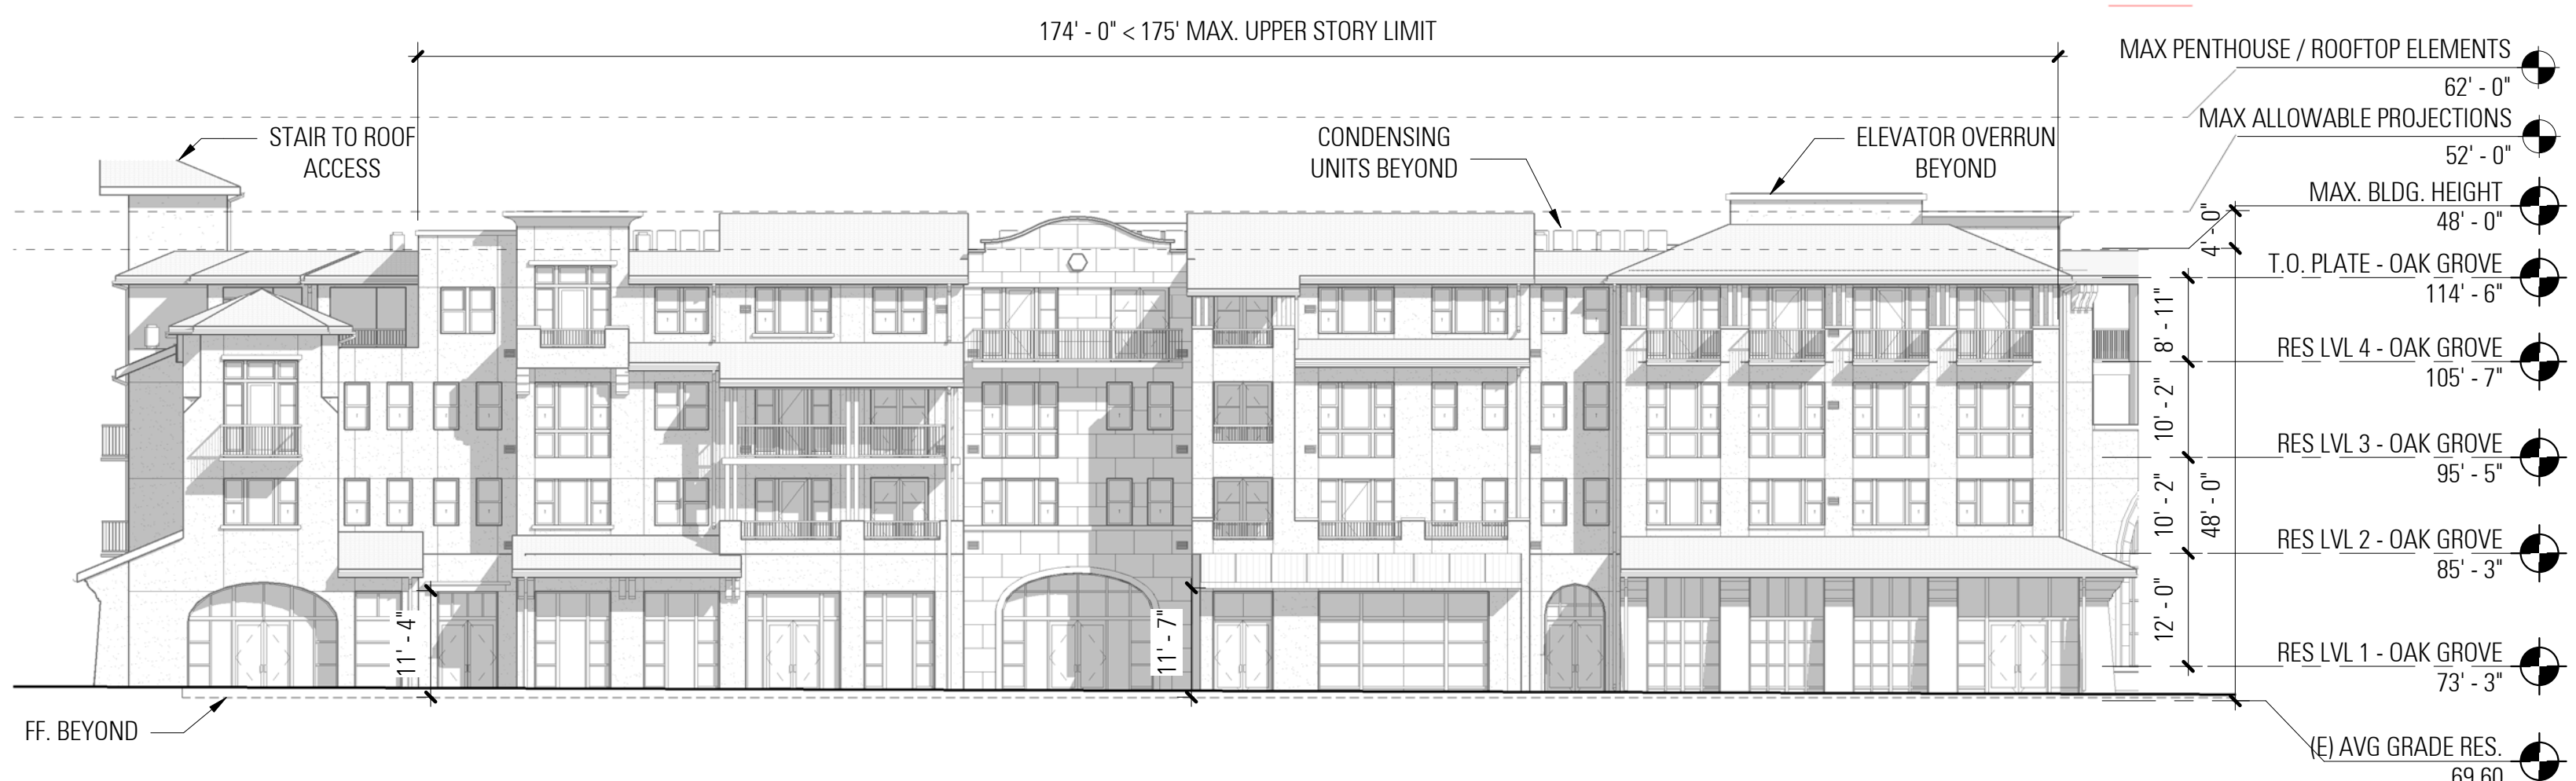 174' - 0" < 175' MAX. UPPER STORY LIMIT
MAX PENTHOUSE / ROOFTOP ELEMENTS
62' - 0"
MAX ALLOWABLE PROJECTIONS
52' - 0"
STAIR TO ROOF
ACCESS
CONDENSING
UNITS BEYOND
ELEVATOR OVERRUN
BEYOND
MAX. BLDG. HEIGHT
48' - 0"
4' - 0"
T.O. PLATE - OAK GROVE
114' - 6"
8' - 11"
RES LVL 4 - OAK GROVE
105' - 7"
10' - 2"
RES LVL 3 - OAK GROVE
95' - 5"
10' - 2"
48' - 0"
RES LVL 2 - OAK GROVE
85' - 3"
12' - 0"
11' - 4"
11' - 7"
RES LVL 1 - OAK GROVE
73' - 3"
FF. BEYOND
(E) AVG GRADE RES.
69.60